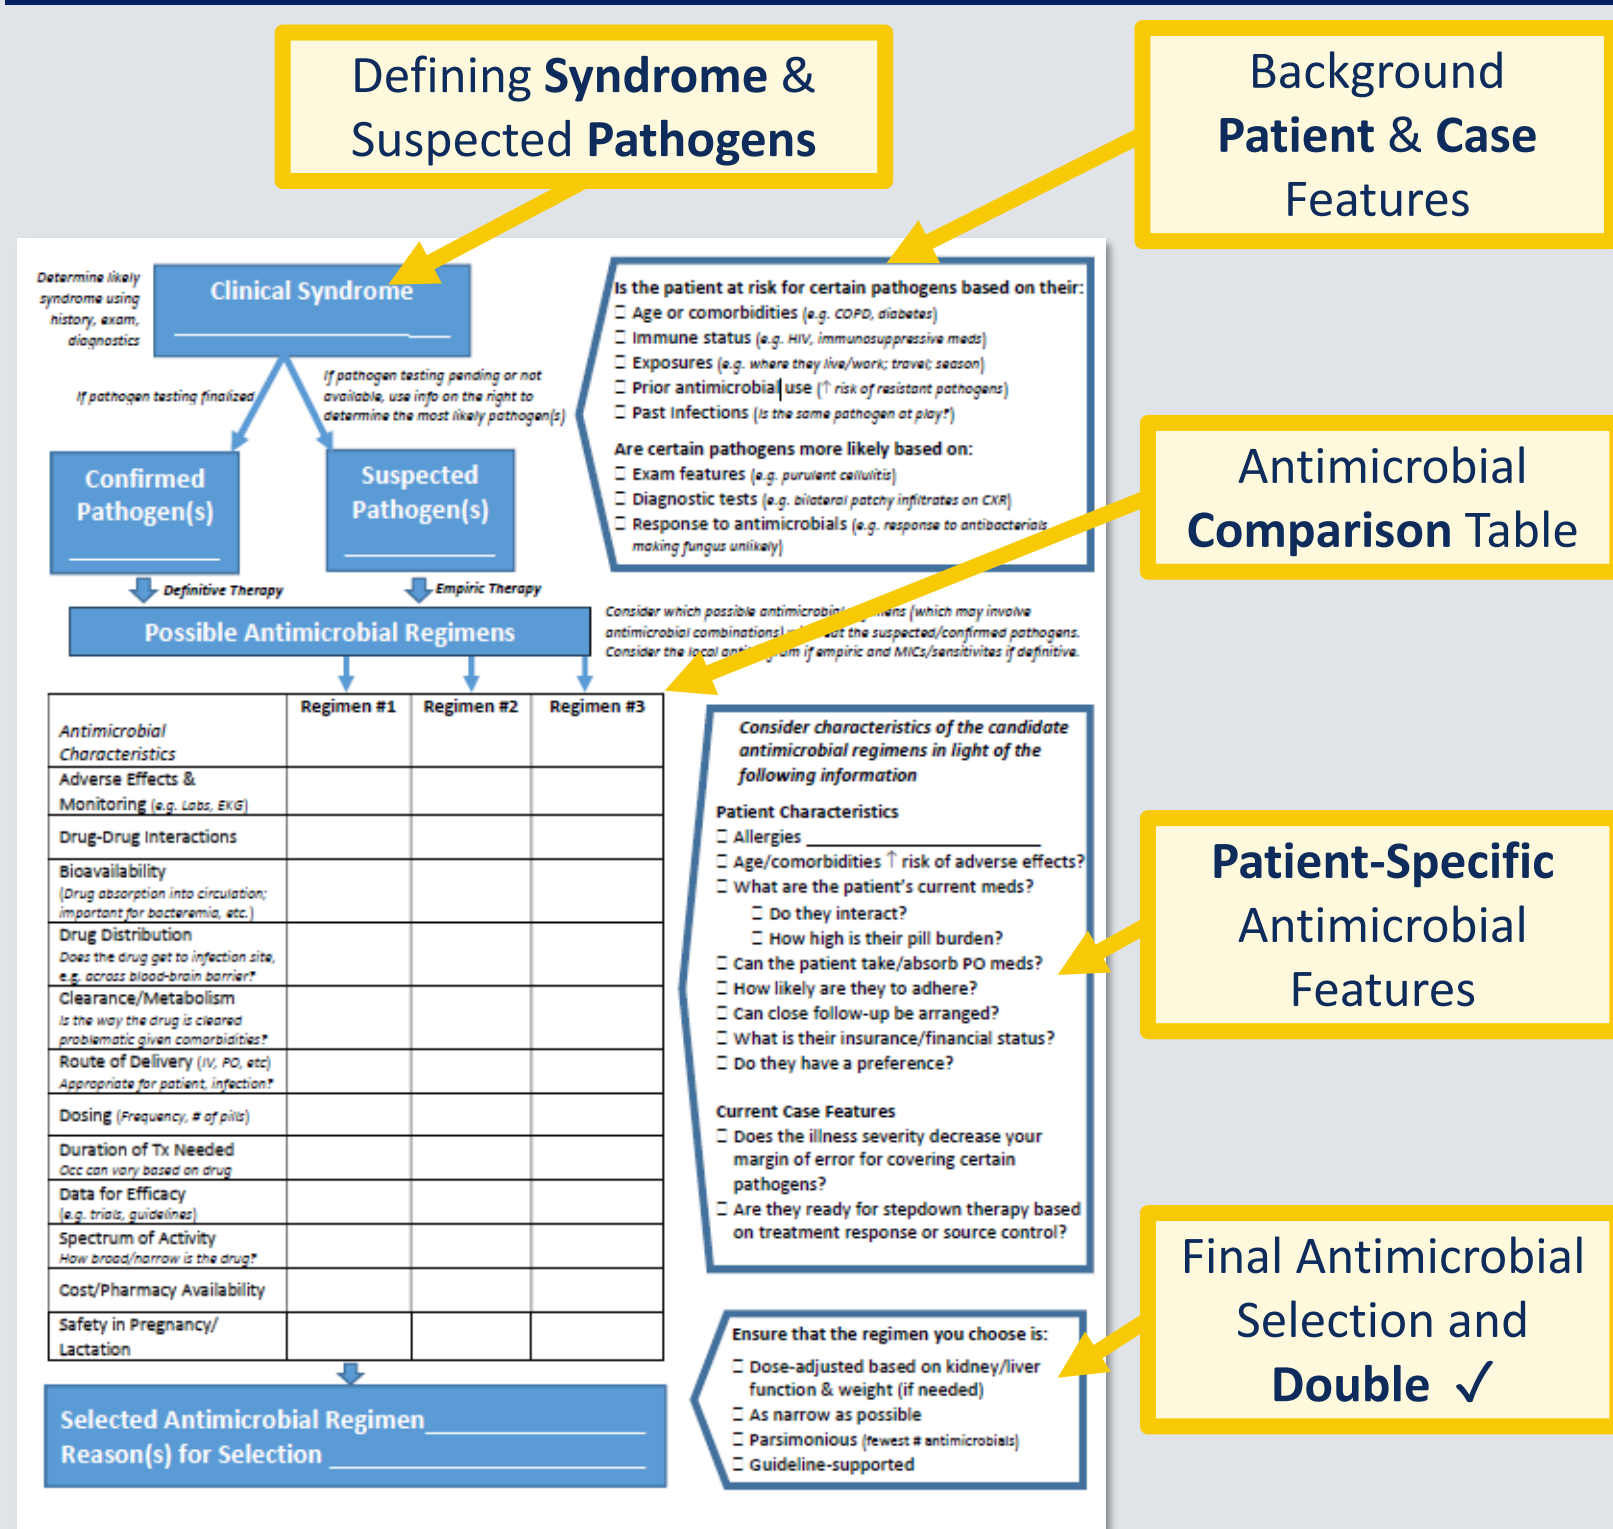 Defining Syndrome &
Suspected Pathogens
Background
Patient & Case
Features
Determine likely
syndrome using
history, exam,
diagnostics
Clinical Syndrome
If pathogen testing finalized
If pathogen testing pending or not
available, use info on the right to
determine the most likely pathogen(s)
Confirmed
Pathogen(s)
Suspected
Pathogen(s)
Is the patient at risk for certain pathogens based on their:
☐ Age or comorbidities (e.g. COPD, diabetes)
☐ Immune status (e.g. HIV, immunosuppressive meds)
☐ Exposures (e.g. where they live/work; travel; season)
☐ Prior antimicrobial use (↑ risk of resistant pathogens)
☐ Past Infections (Is the same pathogen at play?)
Are certain pathogens more likely based on:
☐ Exam features (e.g. purulent cellulitis)
☐ Diagnostic tests (e.g. bilateral patchy infiltrates on CXR)
☐ Response to antimicrobials (e.g. response to antibacterials
making fungus unlikely)
Antimicrobial
Comparison Table
Definitive Therapy
Empiric Therapy
Possible Antimicrobial Regimens
Consider which possible antimicrobial (which may involve
antimicrobial combinations) the suspected/confirmed pathogens.
Consider the local if empiric and MICs/sensitivites if definitive.
Regimen #1 Regimen #2 Regimen #3
Antimicrobial
Characteristics
Adverse Effects &
Monitoring (e.g. Labs, EKG)
Drug-Drug Interactions
Bioavailability
(Drug absorption into circulation;
important for bacteremia, etc.)
Drug Distribution
Does the drug get to infection site,
e.g. across blood-brain barrier?
Clearance/Metabolism
Is the way the drug is cleared
problematic given comorbidities?
Route of Delivery (IV, PO, etc)
Appropriate for patient, infection?
Dosing (Frequency, # of pills)
Duration of Tx Needed
Occ can vary based on drug
Data for Efficacy
(e.g. trials, guidelines)
Spectrum of Activity
How broad/narrow is the drug?
Cost/Pharmacy Availability
Safety in Pregnancy/
Lactation
Consider characteristics of the candidate
antimicrobial regimens in light of the
following information
Patient Characteristics
☐ Allergies
☐ Age/comorbidities ↑ risk of adverse effects?
☐ What are the patient's current meds?
☐ Do they interact?
☐ How high is their pill burden?
☐ Can the patient take/absorb PO meds?
☐ How likely are they to adhere?
☐ Can close follow-up be arranged?
☐ What is their insurance/financial status?
☐ Do they have a preference?
Current Case Features
☐ Does the illness severity decrease your
margin of error for covering certain
pathogens?
☐ Are they ready for stepdown therapy based
on treatment response or source control?
Patient-Specific
Antimicrobial
Features
Selected Antimicrobial Regimen
Reason(s) for Selection
Ensure that the regimen you choose is:
☐ Dose-adjusted based on kidney/liver
function & weight (if needed)
☐ As narrow as possible
☐ Parsimonious (fewest # antimicrobials)
☐ Guideline-supported
Final Antimicrobial
Selection and
Double ✓